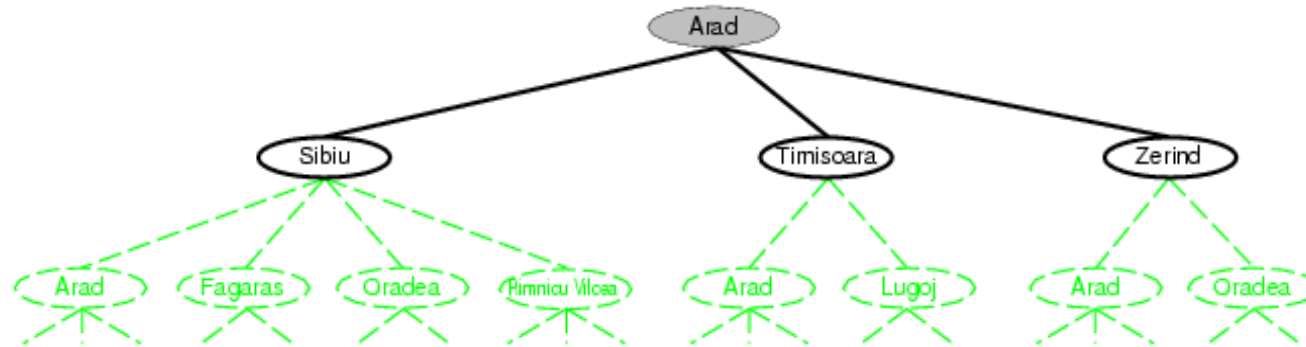 Arad
Sibiu
Timisoara
Zerind
Arad
Fagaras
Oradea
Rimnicu Vilcea
Arad
Lugoj
Arad
Oradea